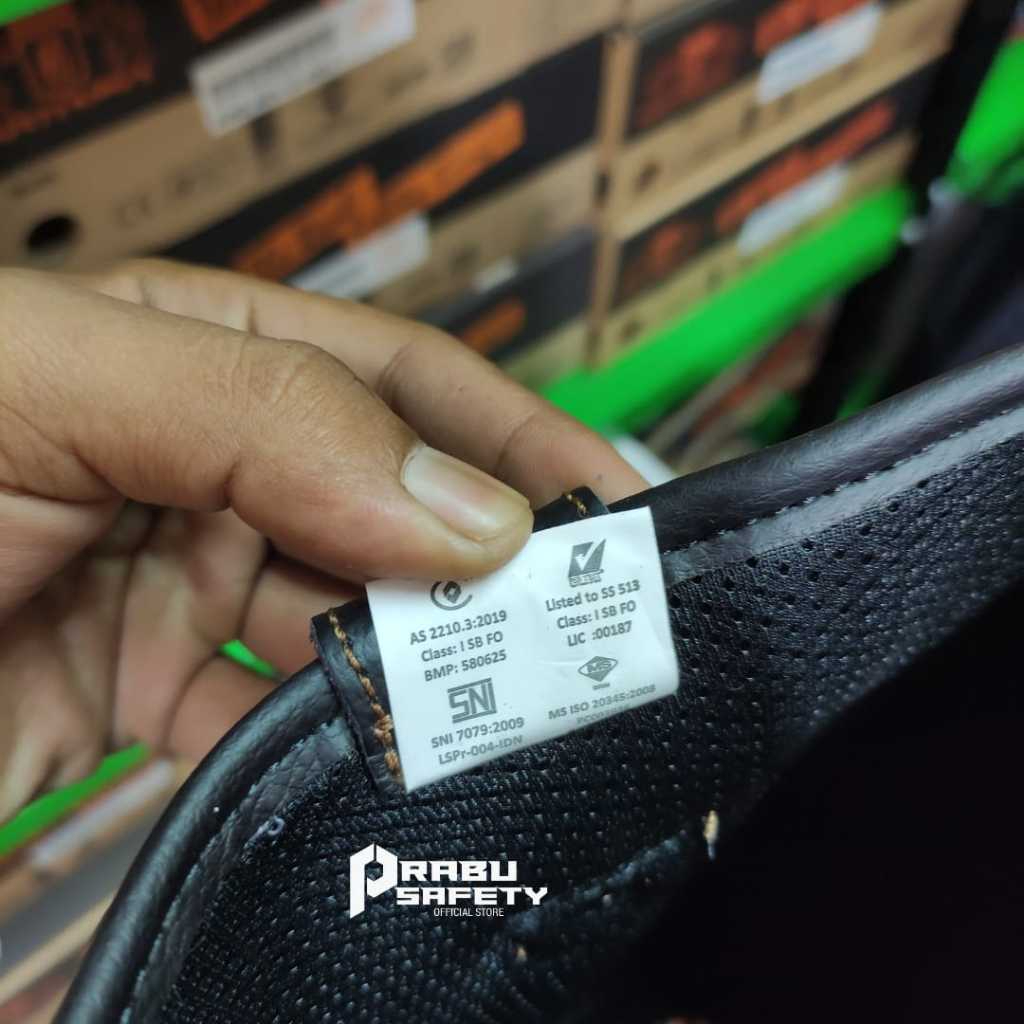 AS 2210.3:2019
Class: I SB FO
BMP: 580625
SNI
SNI 7079:2009
LSPr-004-IDN
Listed to SS 513
Class: I SB FO
LIC :00187
MS
MS ISO 20345:2008
PRABU
SAFETY
OFFICIAL STORE